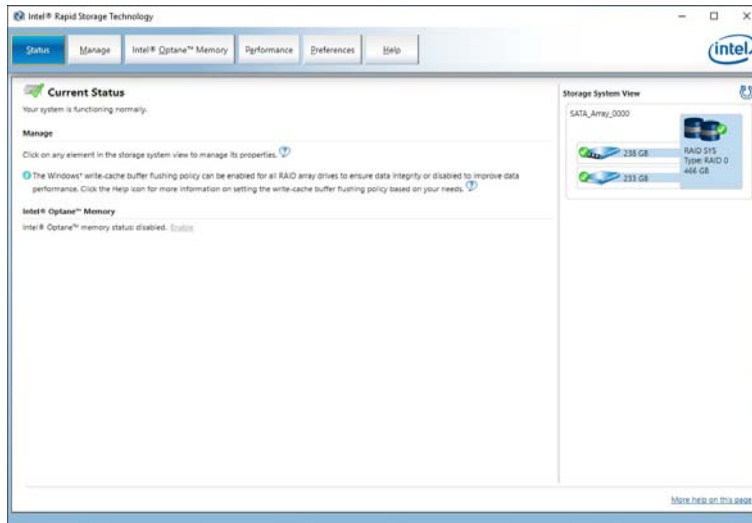 Intel® Rapid Storage Technology
Status Manage Intel® Optane™ Memory Performance Preferences Help
intel
Current Status
Your system is functioning normally.
Manage
Click on any element in the storage system view to manage its properties.
The Windows* write-cache buffer flushing policy can be enabled for all RAID array drives to ensure data integrity or disabled to improve data
performance. Click the Help icon for more information on setting the write-cache buffer flushing policy based on your needs.
Intel® Optane™ Memory
Intel® Optane™ memory status: disabled. Enable
Storage System View
SATA_Array_0000
238 GB
233 GB
RAID SYS
Type: RAID 0
466 GB
More help on this page